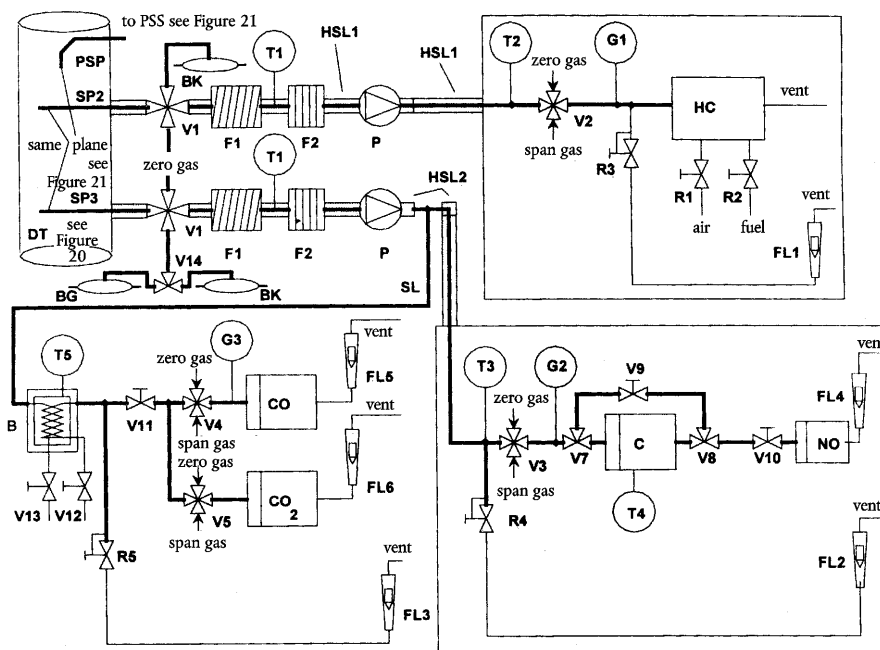 to PSS see Figure 21
PSP
SP2
same plane
see
Figure 21
SP3
DT
see
Figure
20
BK
T1
HSL1
HSL1
V1
F1
F2
P
zero gas
T1
HSL2
V1
F1
F2
P
V14
BG
BK
SL
T2
G1
zero gas
V2
span gas
HC
vent
R3
R1
R2
air
fuel
vent
FL1
T5
B
V13
V12
V11
zero gas
G3
V4
span gas
zero gas
CO
vent
FL5
vent
CO2
V5
span gas
FL6
R5
vent
FL3
T3
G2
zero gas
V3
span gas
V9
V7
C
V8
V10
NO
vent
FL4
T4
R4
vent
FL2